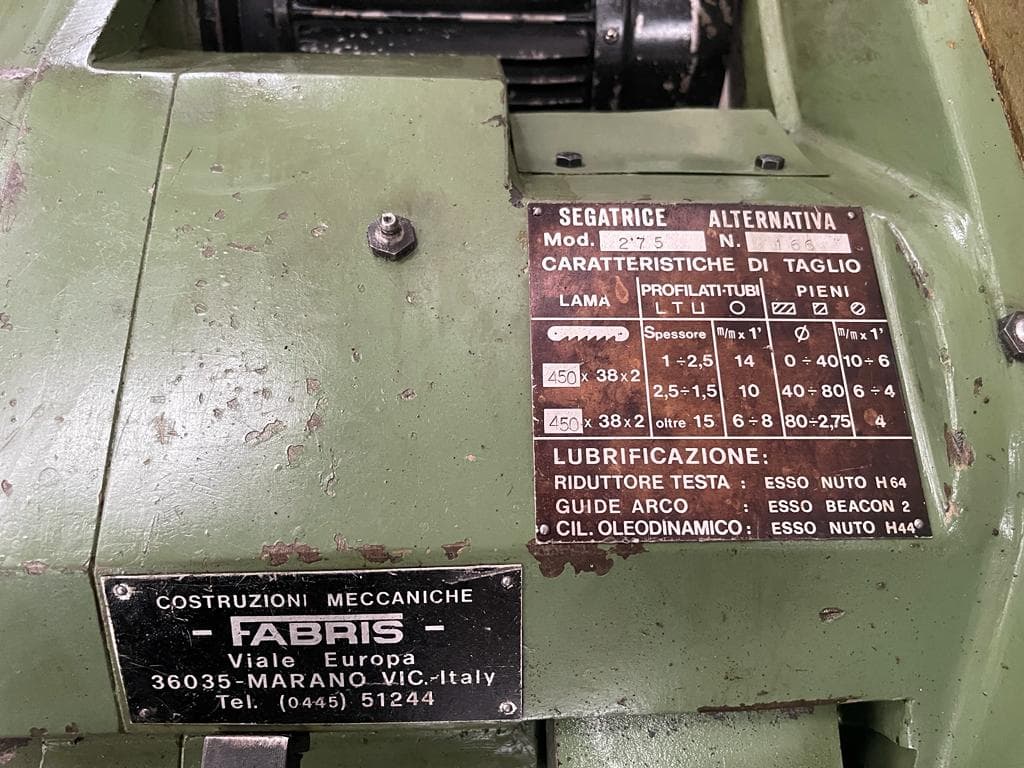 SEGATRICE ALTERNATIVA
Mod. 2'75 N. 166
CARATTERISTICHE DI TAGLIO
LAMA PROFILATI-TUBI PIENI
L T U O
Spessore m/m x 1' Ø m/m x 1'
450 x 38x2 1÷2,5 14 0÷40 10÷6
2,5÷1,5 10 40÷80 6÷4
450 x 38x2 oltre 15 6÷8 80÷2,75 4
LUBRIFICAZIONE:
RIDUTTORE TESTA : ESSO NUTO H64
GUIDE ARCO : ESSO BEACON 2
CIL. OLEODINAMICO : ESSO NUTO H44
COSTRUZIONI MECCANICHE
- FABRIS -
Viale Europa
36035-MARANO VIC.-Italy
Tel. (0445) 51244